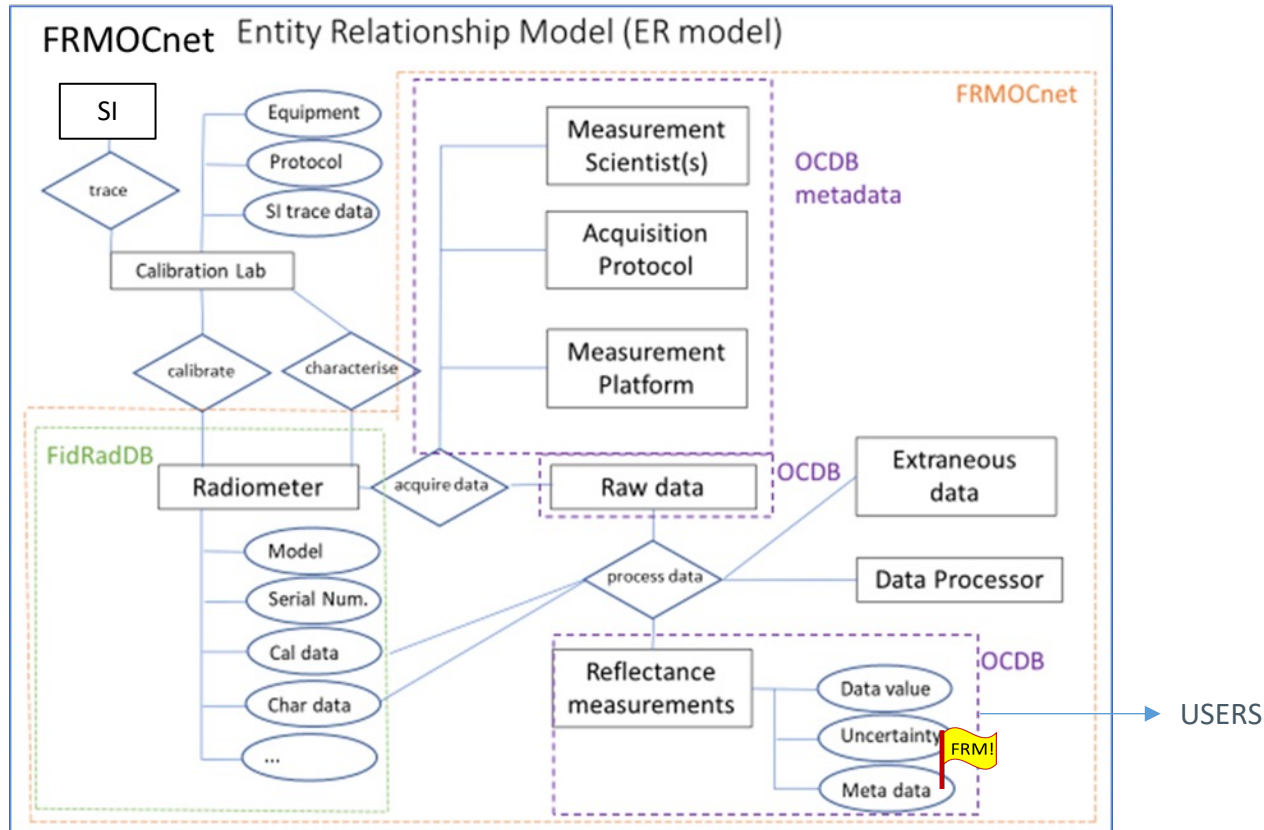 FRMOCnet Entity Relationship Model (ER model)
FRMOCnet
SI
trace
Equipment
Protocol
SI trace data
Calibration Lab
calibrate
characterise
Measurement
Scientist(s)
Acquisition
Protocol
Measurement
Platform
OCDB
metadata
FidRadDB
Radiometer
acquire data
Raw data
OCDB
Extraneous
data
Model
Serial Num.
Cal data
Char data
...
process data
Data Processor
Reflectance
measurements
OCDB
Data value
Uncertainty
FRM!
Meta data
USERS